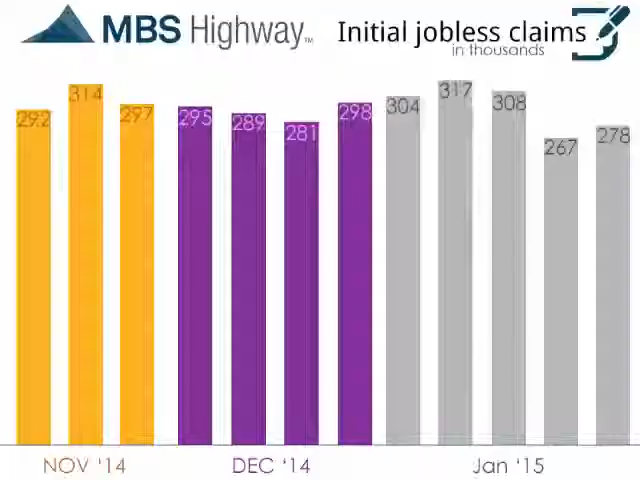 MBS Highway™
Initial jobless claims
in thousands
292
314
297
295
289
281
298
304
317
308
267
278
NOV '14
DEC '14
Jan '15